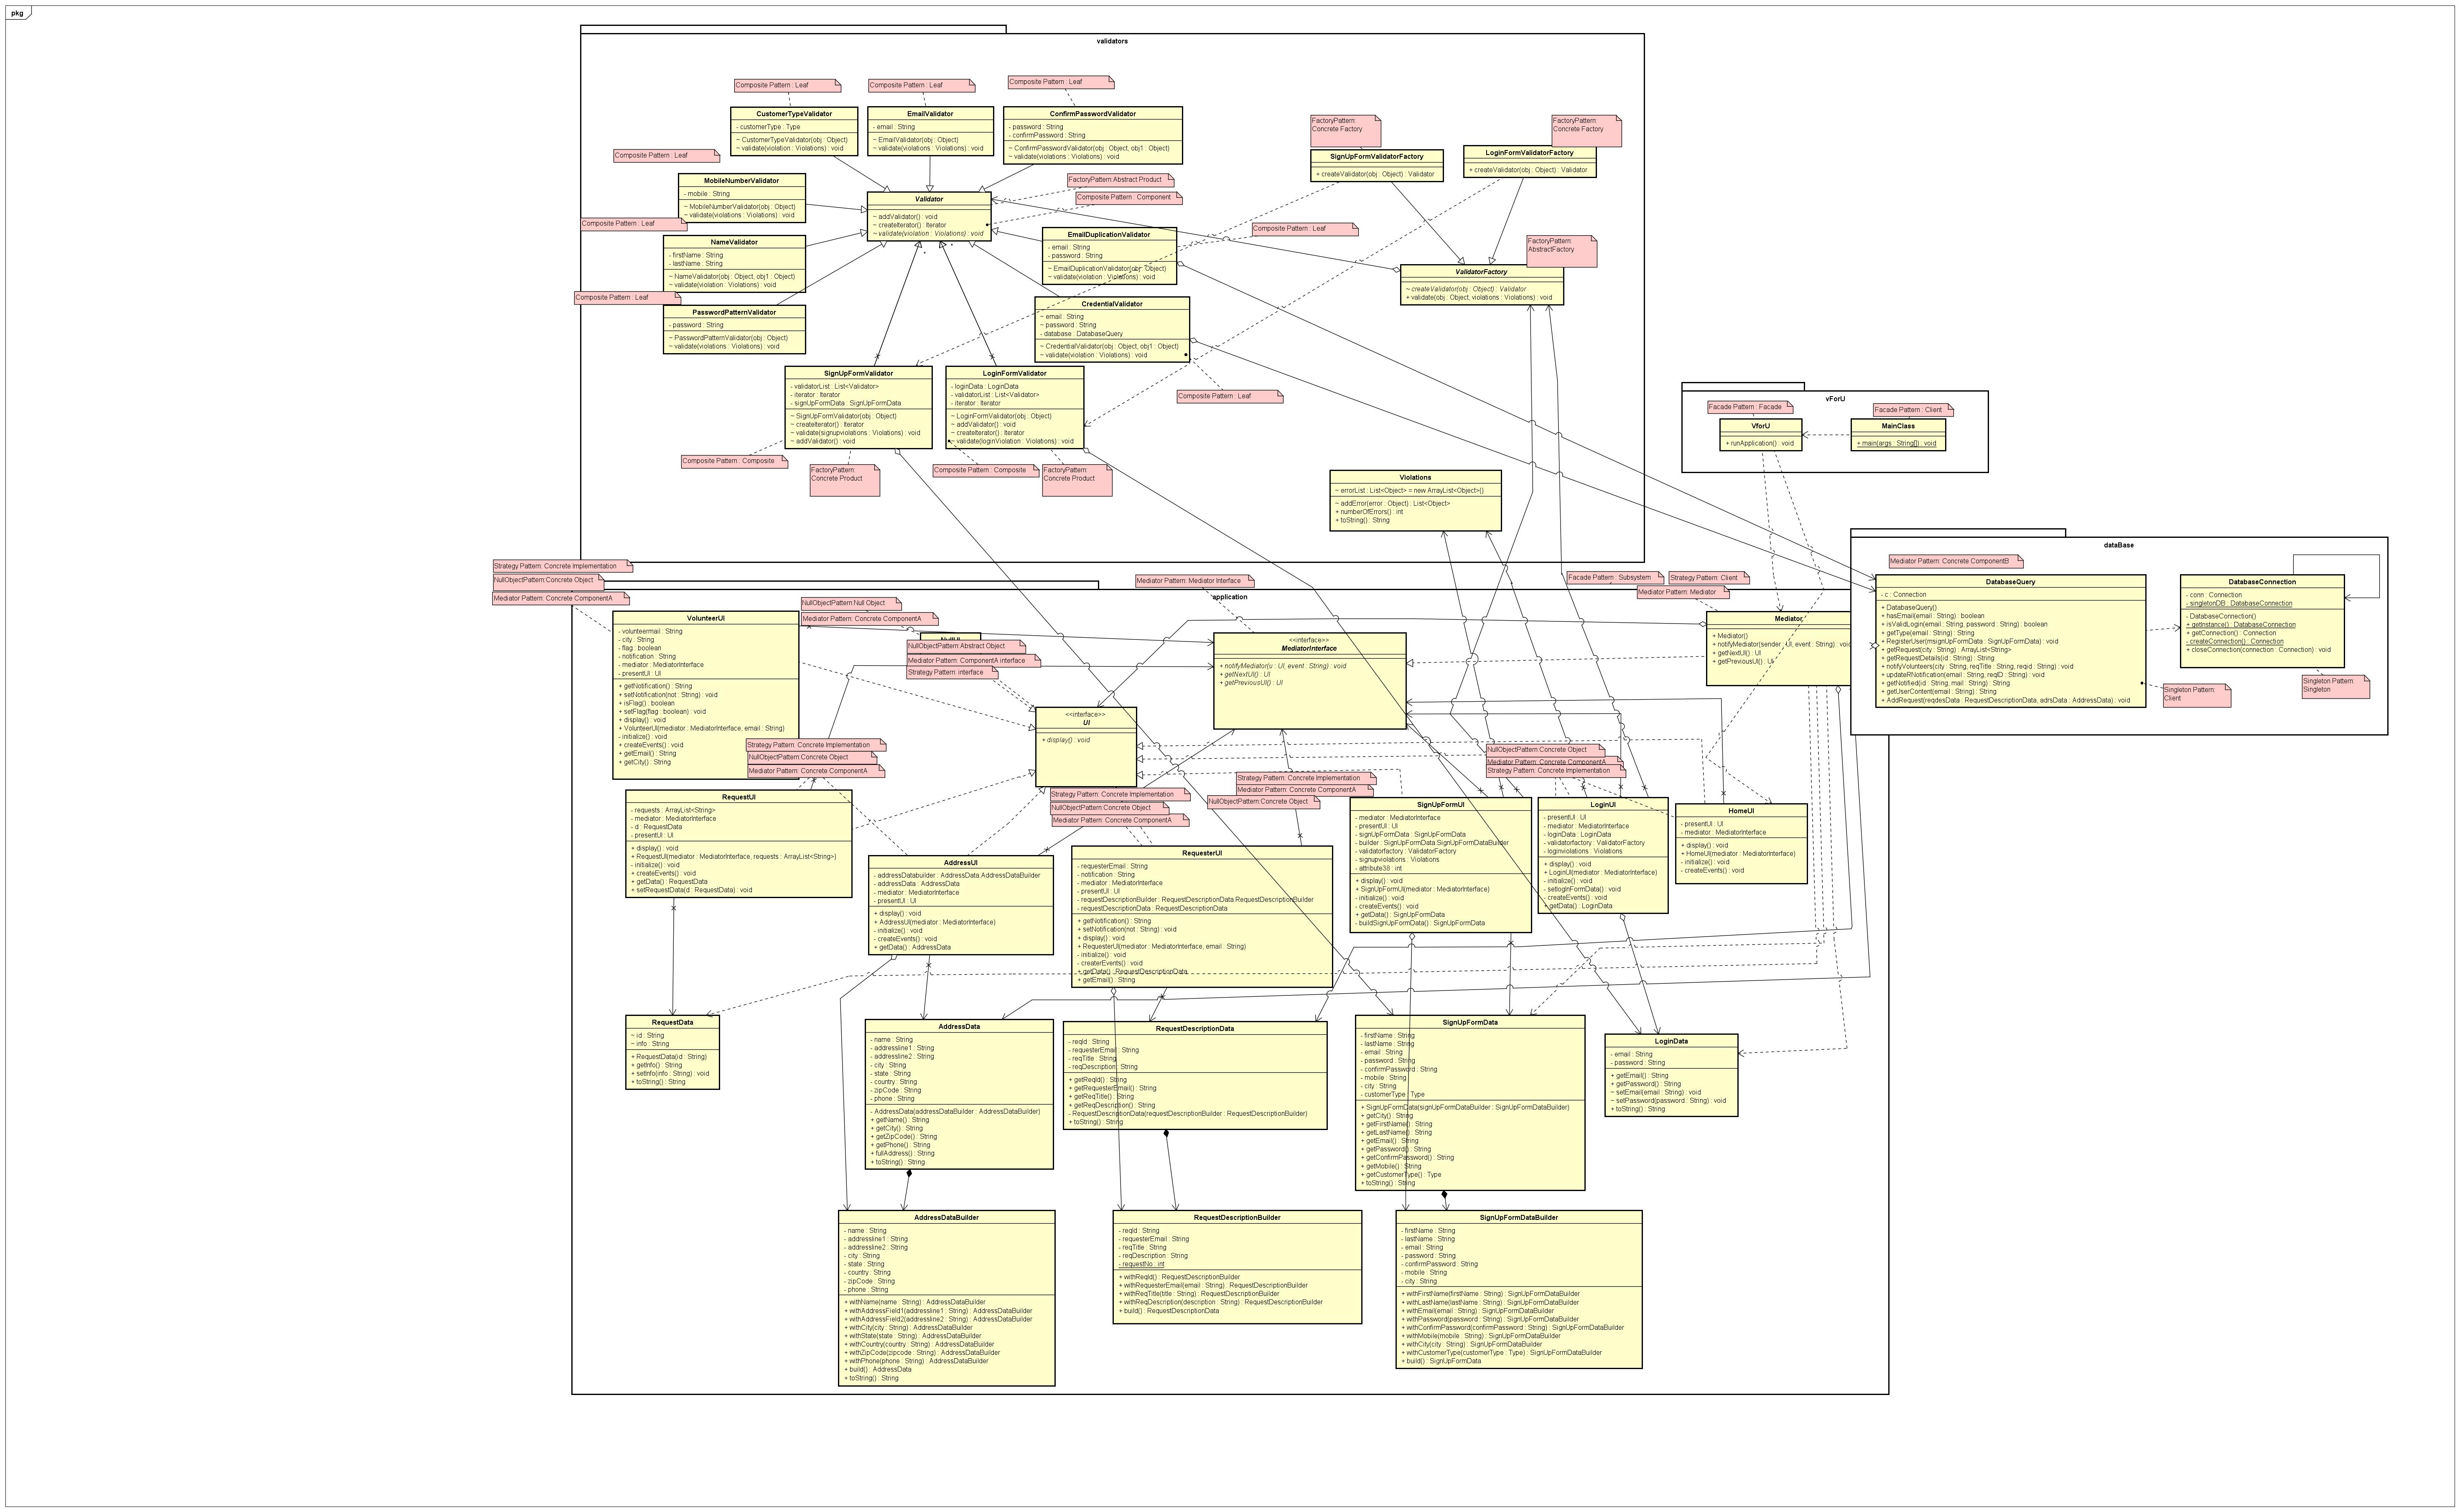 pkg
validators
Composite Pattern : Leaf
Composite Pattern : Leaf
Composite Pattern : Leaf
CustomerTypeValidator
- customerType : Type
~ CustomerTypeValidator(obj : Object)
~ validate(violation : Violations) : void
EmailValidator
- email : String
~ EmailValidator(obj : Object)
~ validate(violations : Violations) : void
ConfirmPasswordValidator
- password : String
- confirmPassword : String
~ ConfirmPasswordValidator(obj : Object, obj1 : Object)
~ validate(violations : Violations) : void
FactoryPattern:
Concrete Factory
FactoryPattern:
Concrete Factory
SignUpFormValidatorFactory
+ createValidator(obj : Object) : Validator
LoginFormValidatorFactory
+ createValidator(obj : Object) : Validator
Composite Pattern : Leaf
MobileNumberValidator
- mobile : String
~ MobileNumberValidator(obj : Object)
~ validate(violations : Violations) : void
FactoryPattern:Abstract Product
Composite Pattern : Component
Validator
~ addValidator() : void
~ createIterator() : Iterator
~ validate(violation : Violations) : void
Composite Pattern : Leaf
NameValidator
- firstName : String
- lastName : String
~ NameValidator(obj : Object, obj1 : Object)
~ validate(violation : Violations) : void
EmailDuplicationValidator
- email : String
- password : String
~ EmailDuplicationValidator(obj : Object)
~ validate(violation : Violations) : void
Composite Pattern : Leaf
FactoryPattern:
AbstractFactory
ValidatorFactory
~ createValidator(obj : Object) : Validator
+ validate(obj : Object, violations : Violations) : void
Composite Pattern : Leaf
PasswordPatternValidator
- password : String
~ PasswordPatternValidator(obj : Object)
~ validate(violations : Violations) : void
CredentialValidator
~ email : String
~ password : String
- database : DatabaseQuery
~ CredentialValidator(obj : Object, obj1 : Object)
~ validate(violation : Violations) : void
Composite Pattern : Leaf
SignUpFormValidator
- validatorList : List<Validator>
- iterator : Iterator
- signUpFormData : SignUpFormData
~ SignUpFormValidator(obj : Object)
~ createIterator() : Iterator
~ validate(signupviolations : Violations) : void
~ addValidator() : void
LoginFormValidator
- loginData : LoginData
- validatorList : List<Validator>
- iterator : Iterator
~ LoginFormValidator(obj : Object)
~ addValidator() : void
~ createIterator() : Iterator
~ validate(loginViolation : Violations) : void
Composite Pattern : Composite
FactoryPattern:
Concrete Product
Composite Pattern : Composite
FactoryPattern:
Concrete Product
Violations
~ errorList : List<Object> = new ArrayList<Object>()
~ addError(error : Object) : List<Object>
+ numberOfErrors() : int
+ toString() : String
vForU
Facade Pattern : Facade
Facade Pattern : Client
VforU
+ runApplication() : void
MainClass
+ main(args : String[]) : void
dataBase
Mediator Pattern: Concrete ComponentB
DatabaseQuery
- c : Connection
+ DatabaseQuery()
+ hasEmail(email : String) : boolean
+ isValidLogin(email : String, password : String) : boolean
+ getType(email : String) : String
+ RegisterUser(msignUpFormData : SignUpFormData) : void
+ getRequest(city : String) : ArrayList<String>
+ getRequestDetails(id : String) : String
+ notifyVolunteers(city : String, reqTitle : String, reqid : String) : void
+ updateRNotification(email : String, reqID : String) : void
+ getNotified(id : String, mail : String) : String
+ getUserContent(email : String) : String
+ AddRequest(reqdesData : RequestDescriptionData, adrsData : AddressData) : void
DatabaseConnection
- conn : Connection
- singletonDB : DatabaseConnection
- DatabaseConnection()
+ getInstance() : DatabaseConnection
+ getConnection() : Connection
- createConnection() : Connection
+ closeConnection(connection : Connection) : void
Singleton Pattern:
Client
Singleton Pattern:
Singleton
application
Strategy Pattern: Concrete Implementation
NullObjectPattern:Concrete Object
Mediator Pattern: Concrete ComponentA
Mediator Pattern: Mediator Interface
Facade Pattern : Subsystem
Strategy Pattern: Client
Mediator Pattern: Mediator
VolunteerUI
- volunteermail : String
- city : String
- flag : boolean
- notification : String
- mediator : MediatorInterface
- presentUI : UI
+ getNotification() : String
+ setNotification(not : String) : void
+ isFlag() : boolean
+ setFlag(flag : boolean) : void
+ display() : void
+ VolunteerUI(mediator : MediatorInterface, email : String)
- initialize() : void
+ createEvents() : void
+ getEmail() : String
+ getCity() : String
NullObjectPattern:Null Object
Mediator Pattern: Concrete ComponentA
NullUI
NullObjectPattern:Abstract Object
Mediator Pattern: ComponentA interface
Strategy Pattern: interface
<<interface>>
MediatorInterface
+ notifyMediator(u : UI, event : String) : void
+ getNextUI() : UI
+ getPreviousUI() : UI
Mediator
+ Mediator()
+ notifyMediator(sender : UI, event : String) : void
+ getNextUI() : UI
+ getPreviousUI() : UI
<<interface>>
UI
+ display() : void
Strategy Pattern: Concrete Implementation
NullObjectPattern:Concrete Object
Mediator Pattern: Concrete ComponentA
NullObjectPattern:Concrete Object
Mediator Pattern: Concrete ComponentA
Strategy Pattern: Concrete Implementation
Strategy Pattern: Concrete Implementation
Mediator Pattern: Concrete ComponentA
NullObjectPattern:Concrete Object
Strategy Pattern: Concrete Implementation
NullObjectPattern:Concrete Object
Mediator Pattern: Concrete ComponentA
RequestUI
- requests : ArrayList<String>
- mediator : MediatorInterface
- d : RequestData
- presentUI : UI
+ display() : void
+ RequestUI(mediator : MediatorInterface, requests : ArrayList<String>)
- initialize() : void
+ createEvents() : void
+ getData() : RequestData
+ setRequestData(d : RequestData) : void
AddressUI
- addressDatabuilder : AddressData.AddressDataBuilder
- addressData : AddressData
- mediator : MediatorInterface
- presentUI : UI
+ display() : void
+ AddressUI(mediator : MediatorInterface)
- initialize() : void
- createEvents() : void
+ getData() : AddressData
RequesterUI
- requesterEmail : String
- notification : String
- mediator : MediatorInterface
- presentUI : UI
- requestDescriptionBuilder : RequestDescriptionData.RequestDescriptionBuilder
- requestDescriptionData : RequestDescriptionData
+ getNotification() : String
+ setNotification(not : String) : void
+ display() : void
+ RequesterUI(mediator : MediatorInterface, email : String)
- initialize() : void
- createrEvents() : void
+ getData() : RequestDescriptionData
+ getEmail() : String
SignUpFormUI
- mediator : MediatorInterface
- presentUI : UI
- signUpFormData : SignUpFormData
- builder : SignUpFormData.SignUpFormDataBuilder
- validatorfactory : ValidatorFactory
- signupviolations : Violations
- attribute38 : int
+ display() : void
+ SignUpFormUI(mediator : MediatorInterface)
- initialize() : void
- createEvents() : void
+ getData() : SignUpFormData
- buildSignUpFormData() : SignUpFormData
LoginUI
- presentUI : UI
- mediator : MediatorInterface
- loginData : LoginData
- validatorfactory : ValidatorFactory
- loginviolations : Violations
+ display() : void
+ LoginUI(mediator : MediatorInterface)
- initialize() : void
- setlogInFormData() : void
- createEvents() : void
+ getData() : LoginData
HomeUI
- presentUI : UI
- mediator : MediatorInterface
+ display() : void
+ HomeUI(mediator : MediatorInterface)
- initialize() : void
- createEvents() : void
RequestData
~ id : String
~ info : String
+ RequestData(id : String)
+ getInfo() : String
+ setInfo(info : String) : void
+ toString() : String
AddressData
- name : String
- addressline1 : String
- addressline2 : String
- city : String
- state : String
- country : String
- zipCode : String
- phone : String
- AddressData(addressDataBuilder : AddressDataBuilder)
+ getName() : String
+ getCity() : String
+ getZipCode() : String
+ getPhone() : String
+ fullAddress() : String
+ toString() : String
RequestDescriptionData
- reqId : String
- requesterEmail : String
- reqTitle : String
- reqDescription : String
+ getReqId() : String
+ getRequesterEmail() : String
+ getReqTitle() : String
+ getReqDescription() : String
- RequestDescriptionData(requestDescriptionBuilder : RequestDescriptionBuilder)
+ toString() : String
SignUpFormData
- firstName : String
- lastName : String
- email : String
- password : String
- confirmPassword : String
- mobile : String
- city : String
- customerType : Type
+ SignUpFormData(signUpFormDataBuilder : SignUpFormDataBuilder)
+ getCity() : String
+ getFirstName() : String
+ getLastName() : String
+ getEmail() : String
+ getPassword() : String
+ getConfirmPassword() : String
+ getMobile() : String
+ getCustomerType() : Type
+ toString() : String
LoginData
- email : String
- password : String
+ getEmail() : String
+ getPassword() : String
~ setEmail(email : String) : void
~ setPassword(password : String) : void
+ toString() : String
AddressDataBuilder
- name : String
- addressline1 : String
- addressline2 : String
- city : String
- state : String
- country : String
- zipCode : String
- phone : String
+ withName(name : String) : AddressDataBuilder
+ withAddressField1(addressline1 : String) : AddressDataBuilder
+ withAddressField2(addressline2 : String) : AddressDataBuilder
+ withCity(city : String) : AddressDataBuilder
+ withState(state : String) : AddressDataBuilder
+ withCountry(country : String) : AddressDataBuilder
+ withZipCode(zipcode : String) : AddressDataBuilder
+ withPhone(phone : String) : AddressDataBuilder
+ build() : AddressData
+ toString() : String
RequestDescriptionBuilder
- reqId : String
- requesterEmail : String
- reqTitle : String
- reqDescription : String
- requestNo : int
+ withReqId() : RequestDescriptionBuilder
+ withRequesterEmail(email : String) : RequestDescriptionBuilder
+ withReqTitle(title : String) : RequestDescriptionBuilder
+ withReqDescription(description : String) : RequestDescriptionBuilder
+ build() : RequestDescriptionData
SignUpFormDataBuilder
- firstName : String
- lastName : String
- email : String
- password : String
- confirmPassword : String
- mobile : String
- city : String
+ withFirstName(firstName : String) : SignUpFormDataBuilder
+ withLastName(lastName : String) : SignUpFormDataBuilder
+ withEmail(email : String) : SignUpFormDataBuilder
+ withPassword(password : String) : SignUpFormDataBuilder
+ withConfirmPassword(confirmPassword : String) : SignUpFormDataBuilder
+ withMobile(mobile : String) : SignUpFormDataBuilder
+ withCity(city : String) : SignUpFormDataBuilder
+ withCustomerType(customerType : Type) : SignUpFormDataBuilder
+ build() : SignUpFormData